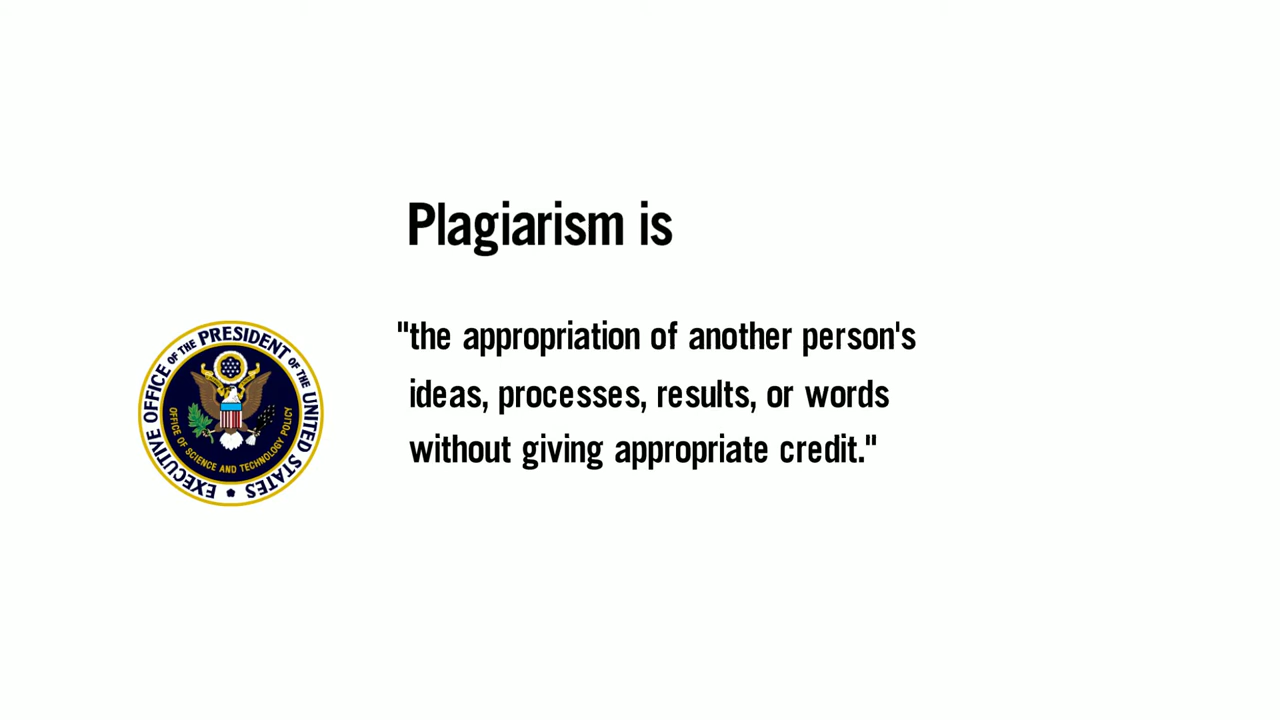 Plagiarism is
"the appropriation of another person's
ideas, processes, results, or words
without giving appropriate credit."
EXECUTIVE OFFICE OF THE PRESIDENT OF THE UNITED STATES
OFFICE OF SCIENCE AND TECHNOLOGY POLICY